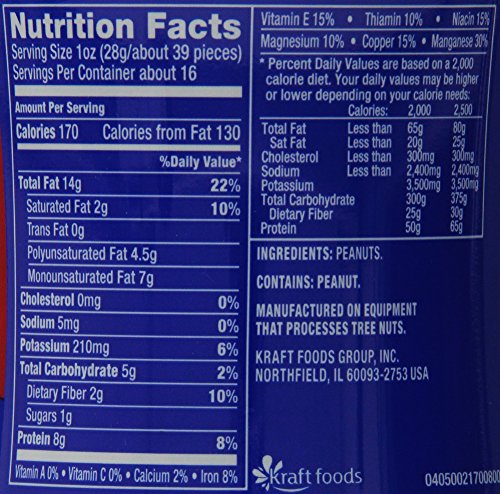 Nutrition Facts
Serving Size 1oz (28g/about 39 pieces)
Servings Per Container about 16
Amount Per Serving
Calories 170 Calories from Fat 130
%Daily Value*
Total Fat 14g 22%
Saturated Fat 2g 10%
Trans Fat 0g
Polyunsaturated Fat 4.5g
Monounsaturated Fat 7g
Cholesterol 0mg 0%
Sodium 5mg 0%
Potassium 210mg 6%
Total Carbohydrate 5g 2%
Dietary Fiber 2g 10%
Sugars 1g
Protein 8g 8%
Vitamin A 0% • Vitamin C 0% • Calcium 2% • Iron 8%
Vitamin E 15% • Thiamin 10% • Niacin 15%
Magnesium 10% • Copper 15% • Manganese 30%
* Percent Daily Values are based on a 2,000
calorie diet. Your daily values may be higher
or lower depending on your calorie needs:
Calories: 2,000 2,500
Total Fat Less than 65g 80g
Sat Fat Less than 20g 25g
Cholesterol Less than 300mg 300mg
Sodium Less than 2,400mg 2,400mg
Potassium 3,500mg 3,500mg
Total Carbohydrate 300g 375g
Dietary Fiber 25g 30g
Protein 50g 65g
INGREDIENTS: PEANUTS.
CONTAINS: PEANUT.
MANUFACTURED ON EQUIPMENT
THAT PROCESSES TREE NUTS.
KRAFT FOODS GROUP, INC.
NORTHFIELD, IL 60093-2753 USA
kraft foods
04050021700800